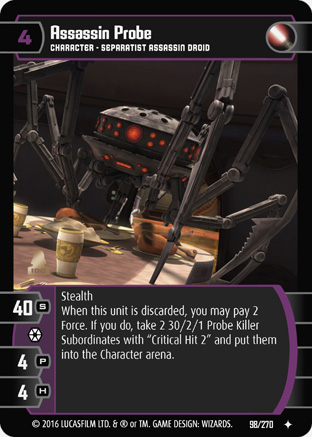 4 Assassin Probe
CHARACTER - SEPARATIST ASSASSIN DROID
40 S
4 P
4 H
Stealth
When this unit is discarded, you may pay 2
Force. If you do, take 2 30/2/1 Probe Killer
Subordinates with “Critical Hit 2” and put them
into the Character arena.
© 2016 LUCASFILM LTD. & ® or TM. GAME DESIGN: WIZARDS. 98/270